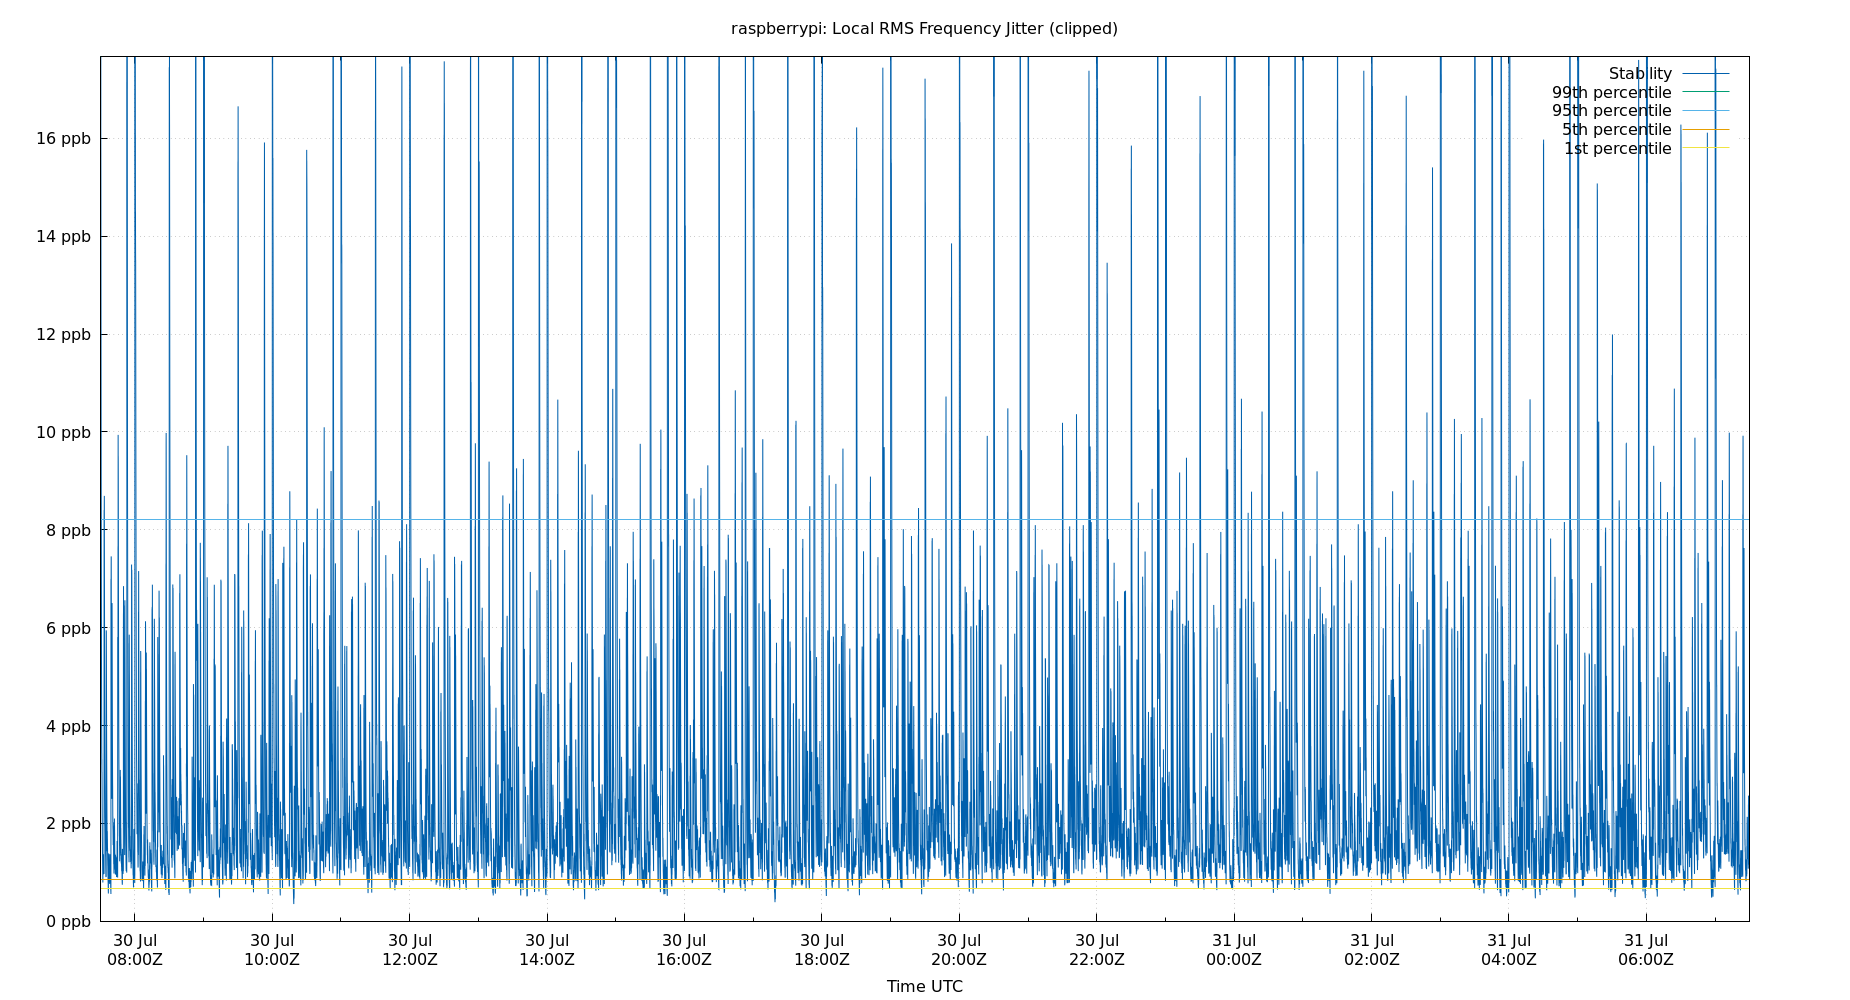 raspberrypi: Local RMS Frequency Jitter (clipped)
Stability
99th percentile
95th percentile
5th percentile
1st percentile
16 ppb
14 ppb
12 ppb
10 ppb
8 ppb
6 ppb
4 ppb
2 ppb
0 ppb
30 Jul 30 Jul 30 Jul 30 Jul 30 Jul 30 Jul 30 Jul 30 Jul 31 Jul 31 Jul 31 Jul 31 Jul
08:00Z 10:00Z 12:00Z 14:00Z 16:00Z 18:00Z 20:00Z 22:00Z 00:00Z 02:00Z 04:00Z 06:00Z
Time UTC